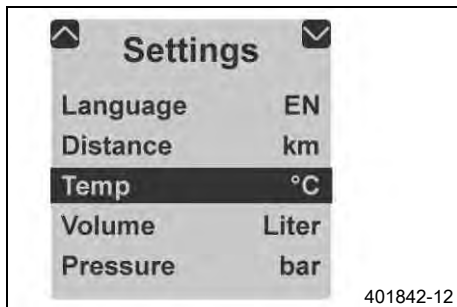 Settings
Language EN
Distance km
Temp °C
Volume Liter
Pressure bar
401842-12